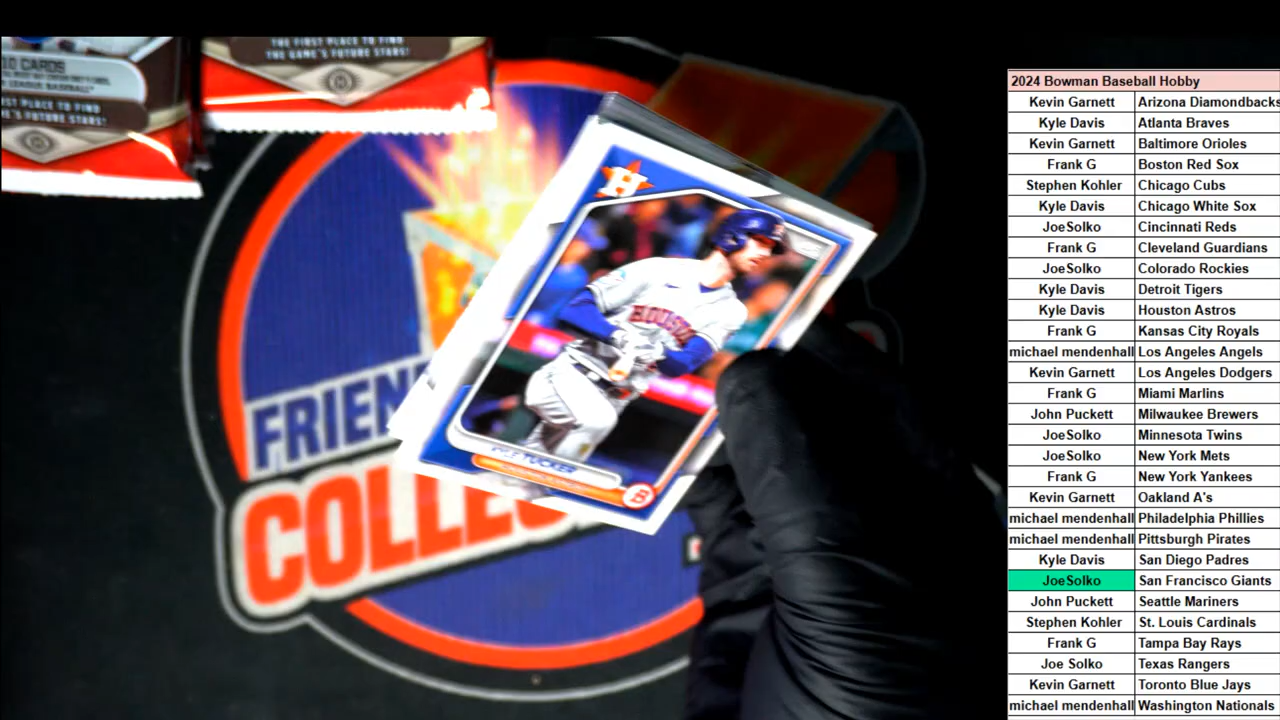 10 CARDS
THE FIRST PLACE TO FIND
THE GAME'S FUTURE STARS!
H
HOUSTON
TUCKER
B
FRIEN
COLLEC
2024 Bowman Baseball Hobby
Kevin Garnett Arizona Diamondbacks
Kyle Davis Atlanta Braves
Kevin Garnett Baltimore Orioles
Frank G Boston Red Sox
Stephen Kohler Chicago Cubs
Kyle Davis Chicago White Sox
JoeSolko Cincinnati Reds
Frank G Cleveland Guardians
JoeSolko Colorado Rockies
Kyle Davis Detroit Tigers
Kyle Davis Houston Astros
Frank G Kansas City Royals
michael mendenhall Los Angeles Angels
Kevin Garnett Los Angeles Dodgers
Frank G Miami Marlins
John Puckett Milwaukee Brewers
JoeSolko Minnesota Twins
JoeSolko New York Mets
Frank G New York Yankees
Kevin Garnett Oakland A's
michael mendenhall Philadelphia Phillies
michael mendenhall Pittsburgh Pirates
Kyle Davis San Diego Padres
JoeSolko San Francisco Giants
John Puckett Seattle Mariners
Stephen Kohler St. Louis Cardinals
Frank G Tampa Bay Rays
Joe Solko Texas Rangers
Kevin Garnett Toronto Blue Jays
michael mendenhall Washington Nationals